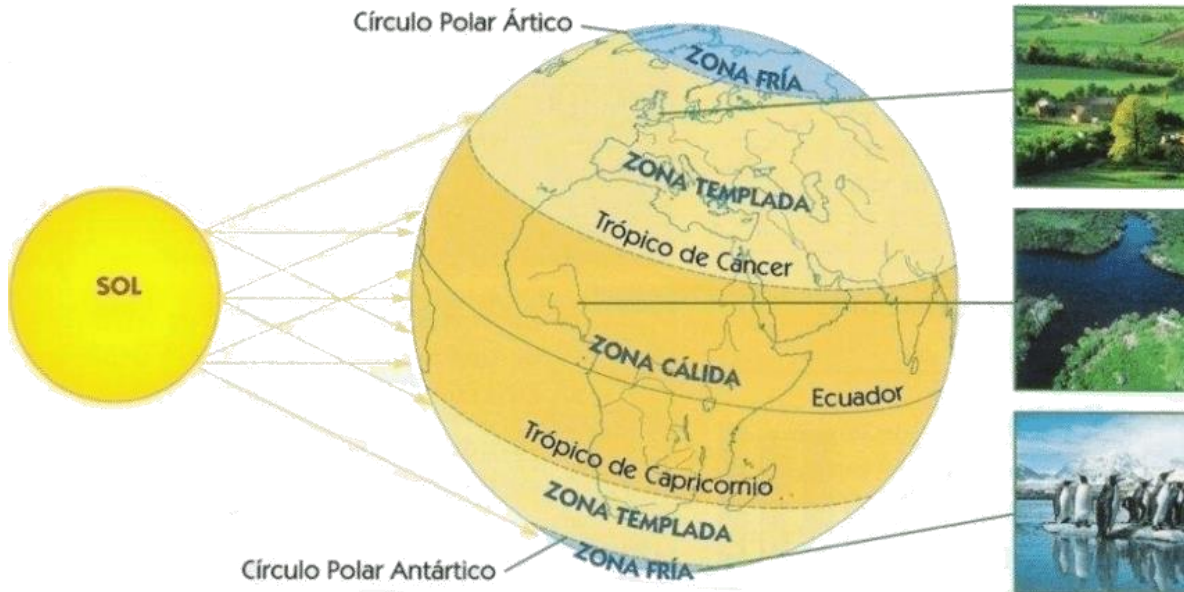 Círculo Polar Ártico
ZONA FRÍA
ZONA TEMPLADA
Trópico de Cáncer
SOL
ZONA CÁLIDA
Ecuador
Trópico de Capricornio
ZONA TEMPLADA
Círculo Polar Antártico
ZONA FRÍA